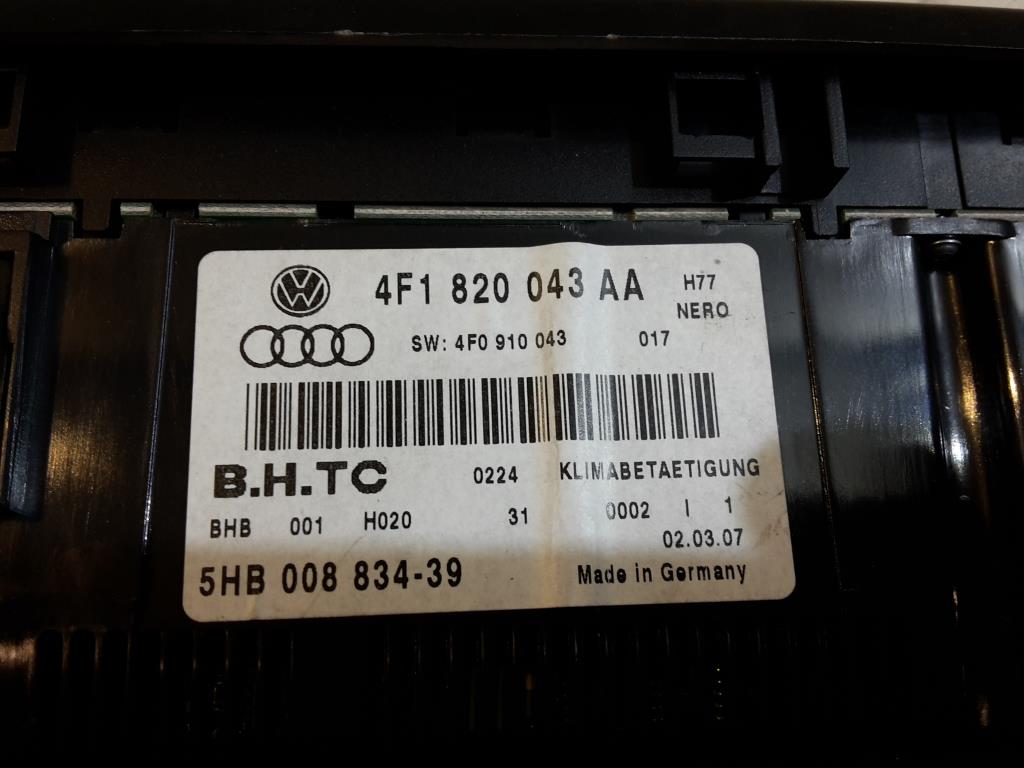 4F1 820 043 AA H77
NERO
SW: 4F0 910 043 017
B.H.TC 0224 KLIMABETAETIGUNG
BHB 001 H020 31 0002 I 1
02.03.07
5HB 008 834-39 Made in Germany